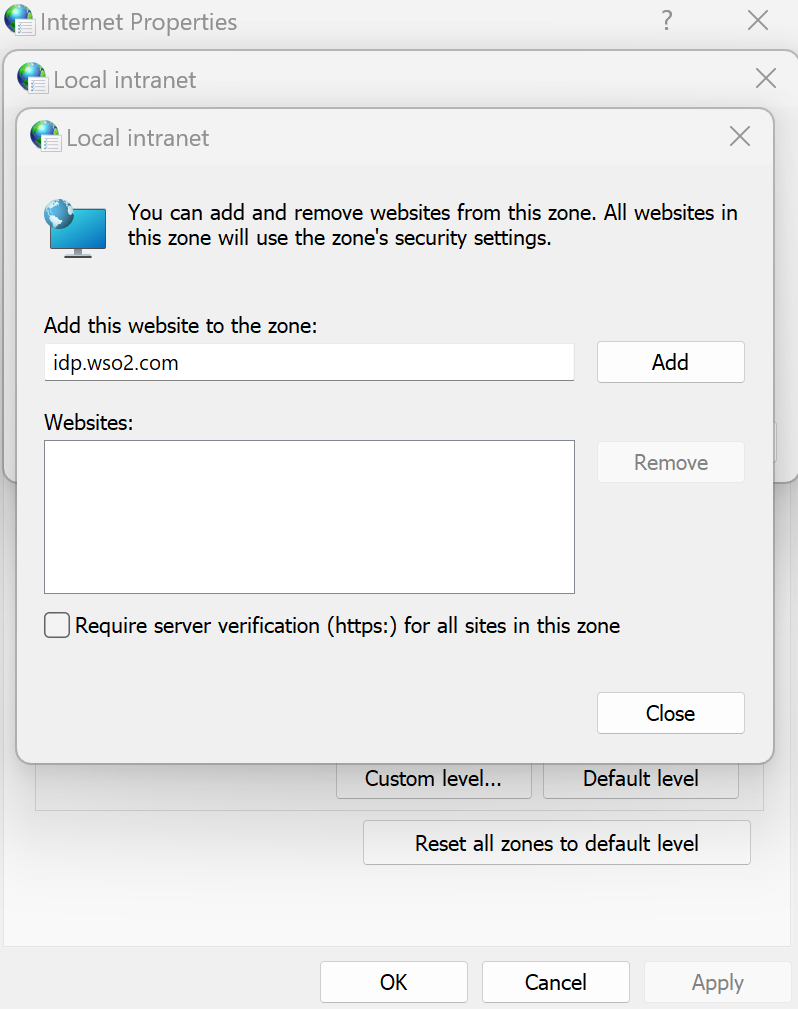 Internet Properties
?
Local intranet
Local intranet
You can add and remove websites from this zone. All websites in
this zone will use the zone's security settings.
Add this website to the zone:
idp.wso2.com
Add
Websites:
Remove
Require server verification (https:) for all sites in this zone
Close
Custom level...
Default level
Reset all zones to default level
OK
Cancel
Apply